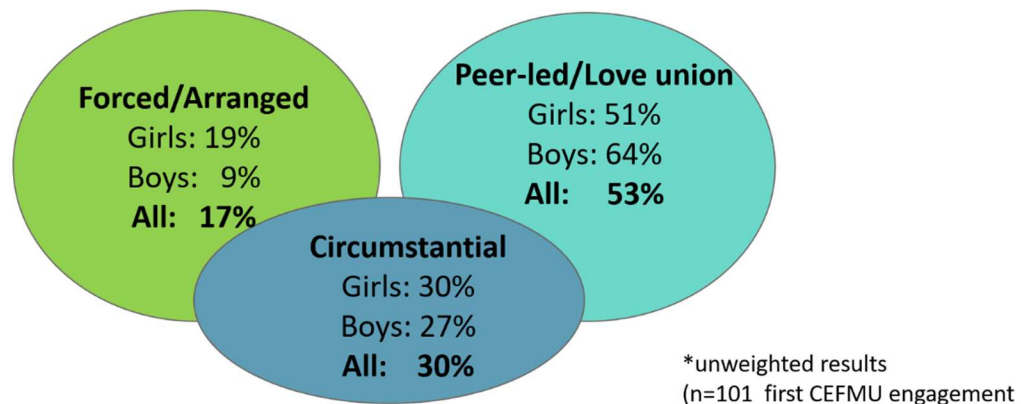 Forced/Arranged
Girls: 19%
Boys: 9%
All: 17%
Peer-led/Love union
Girls: 51%
Boys: 64%
All: 53%
Circumstantial
Girls: 30%
Boys: 27%
All: 30%
*unweighted results
(n=101 first CEFMU engagement